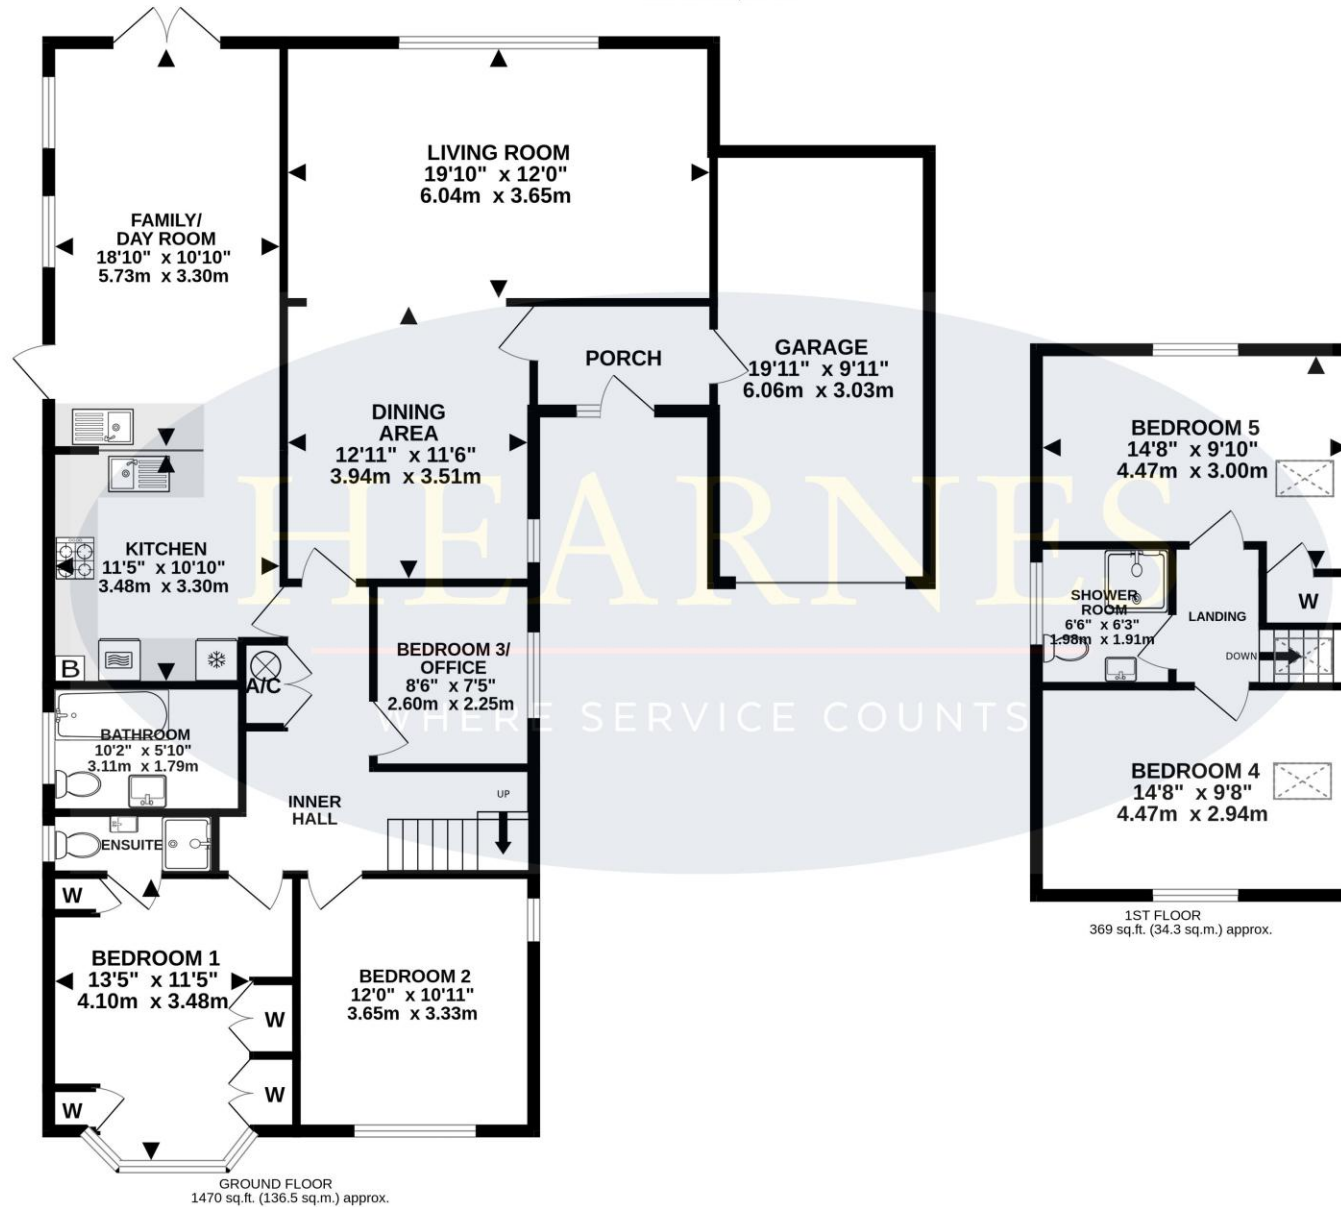 LIVING ROOM
19'10" x 12'0"
6.04m x 3.65m
FAMILY/
DAY ROOM
18'10" x 10'10"
5.73m x 3.30m
PORCH
GARAGE
19'11" x 9'11"
6.06m x 3.03m
DINING
AREA
12'11" x 11'6"
3.94m x 3.51m
KITCHEN
11'5" x 10'10"
3.48m x 3.30m
B
A/C
BEDROOM 3/
OFFICE
8'6" x 7'5"
2.60m x 2.25m
BATHROOM
10'2" x 5'10"
3.11m x 1.79m
INNER
HALL
UP
ENSUITE
W
BEDROOM 1
13'5" x 11'5"
4.10m x 3.48m
W
W
W
BEDROOM 2
12'0" x 10'11"
3.65m x 3.33m
GROUND FLOOR
1470 sq.ft. (136.5 sq.m.) approx.
BEDROOM 5
14'8" x 9'10"
4.47m x 3.00m
SHOWER
ROOM
6'6" x 6'3"
1.98m x 1.91m
LANDING
W
DOWN
BEDROOM 4
14'8" x 9'8"
4.47m x 2.94m
1ST FLOOR
369 sq.ft. (34.3 sq.m.) approx.
HEARNES
WHERE SERVICE COUNTS